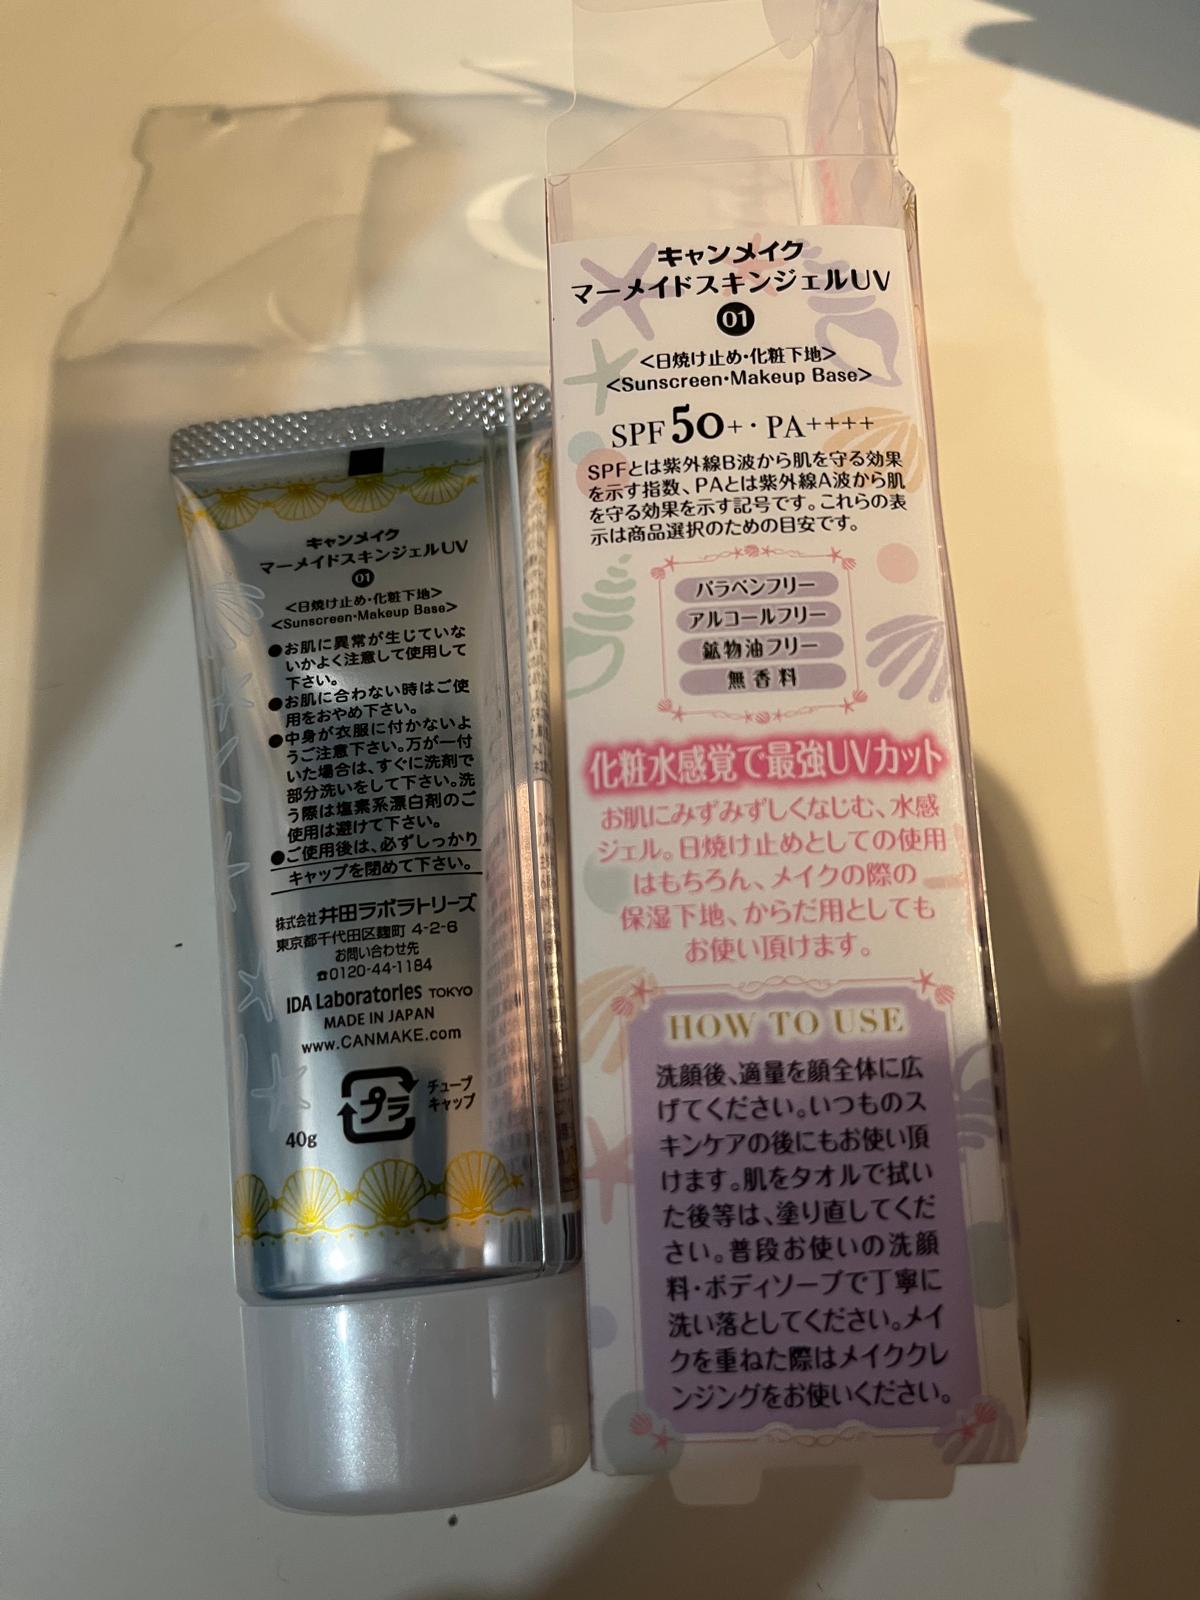 キャンメイク
マーメイドスキンジェルUV
01
<日焼け止め・化粧下地>
<Sunscreen・Makeup Base>
●お肌に異常が生じていな
いかよく注意して使用して
下さい。
●お肌に合わない時はご使
用をおやめ下さい。
●中身が衣服に付かないよ
うご注意下さい。万が一付
いた場合は、すぐに洗剤で
部分洗いをして下さい。洗
う際は塩素系漂白剤のご
使用は避けて下さい。
●ご使用後は、必ずしっかり
キャップを閉めて下さい。
株式会社 井田ラボラトリーズ
東京都千代田区麹町 4-2-6
お問い合わせ先
☎0120-44-1184
IDA Laboratories TOKYO
MADE IN JAPAN
www.CANMAKE.com
プラ
チューブ
キャップ
40g
キャンメイク
マーメイドスキンジェルUV
01
<日焼け止め・化粧下地>
<Sunscreen・Makeup Base>
SPF50+・PA++++
SPFとは紫外線B波から肌を守る効果
を示す指数、PAとは紫外線A波から肌
を守る効果を示す記号です。これらの表
示は商品選択のための目安です。
パラベンフリー
アルコールフリー
鉱物油フリー
無香料
化粧水感覚で最強UVカット
お肌にみずみずしくなじむ、水感
ジェル。日焼け止めとしての使用
はもちろん、メイクの際の
保湿下地、からだ用としても
お使い頂けます。
HOW TO USE
洗顔後、適量を顔全体に広
げてください。いつものス
キンケアの後にもお使い頂
けます。肌をタオルで拭い
た後等は、塗り直してくだ
さい。普段お使いの洗顔
料・ボディソープで丁寧に
洗い落としてください。メイ
クを重ねた際はメイククレ
ンジングをお使いください。